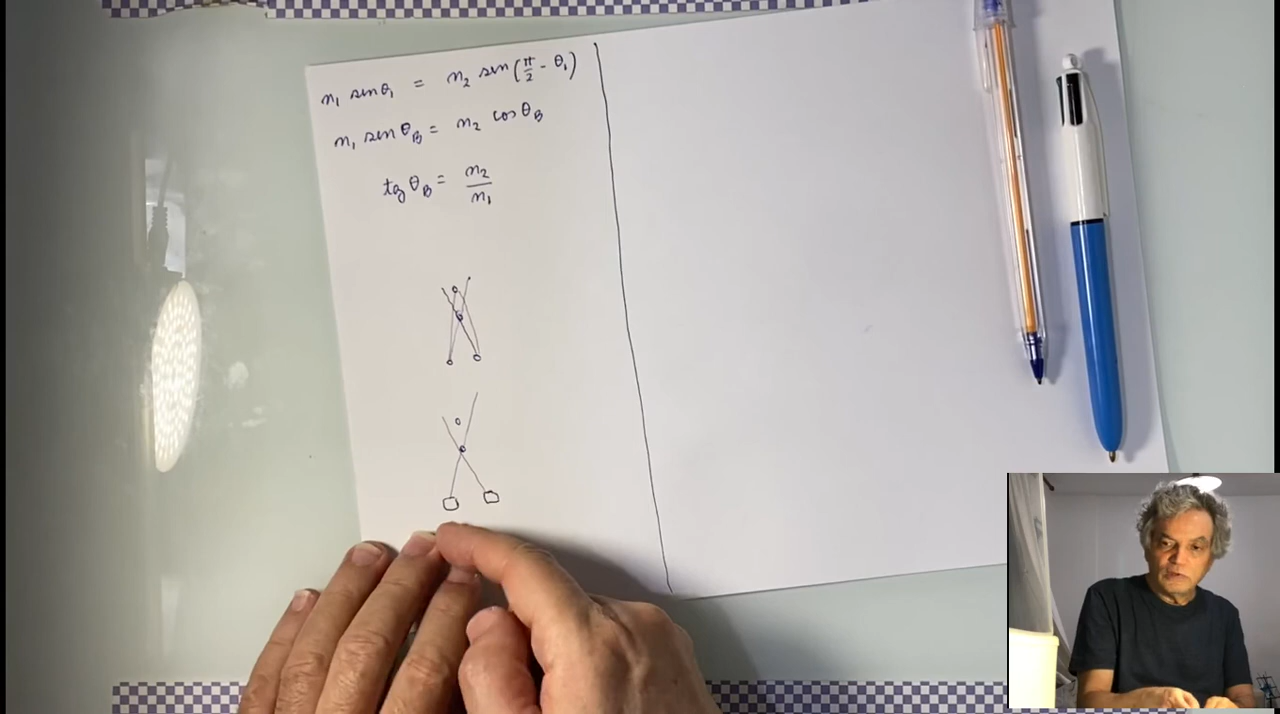 n₁ sen θ₁ = n₂ sen(π/2 - θ₁)
n₁ sen θ_B = n₂ cos θ_B
tg θ_B = n₂/n₁